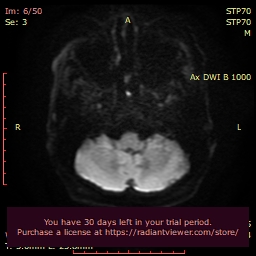 Im: 6/50
Se: 3
A
STP70
STP70
M
Ax DWI B 1000
R
L
You have 30 days left in your trial period.
Purchase a license at https://radiantviewer.com/store/